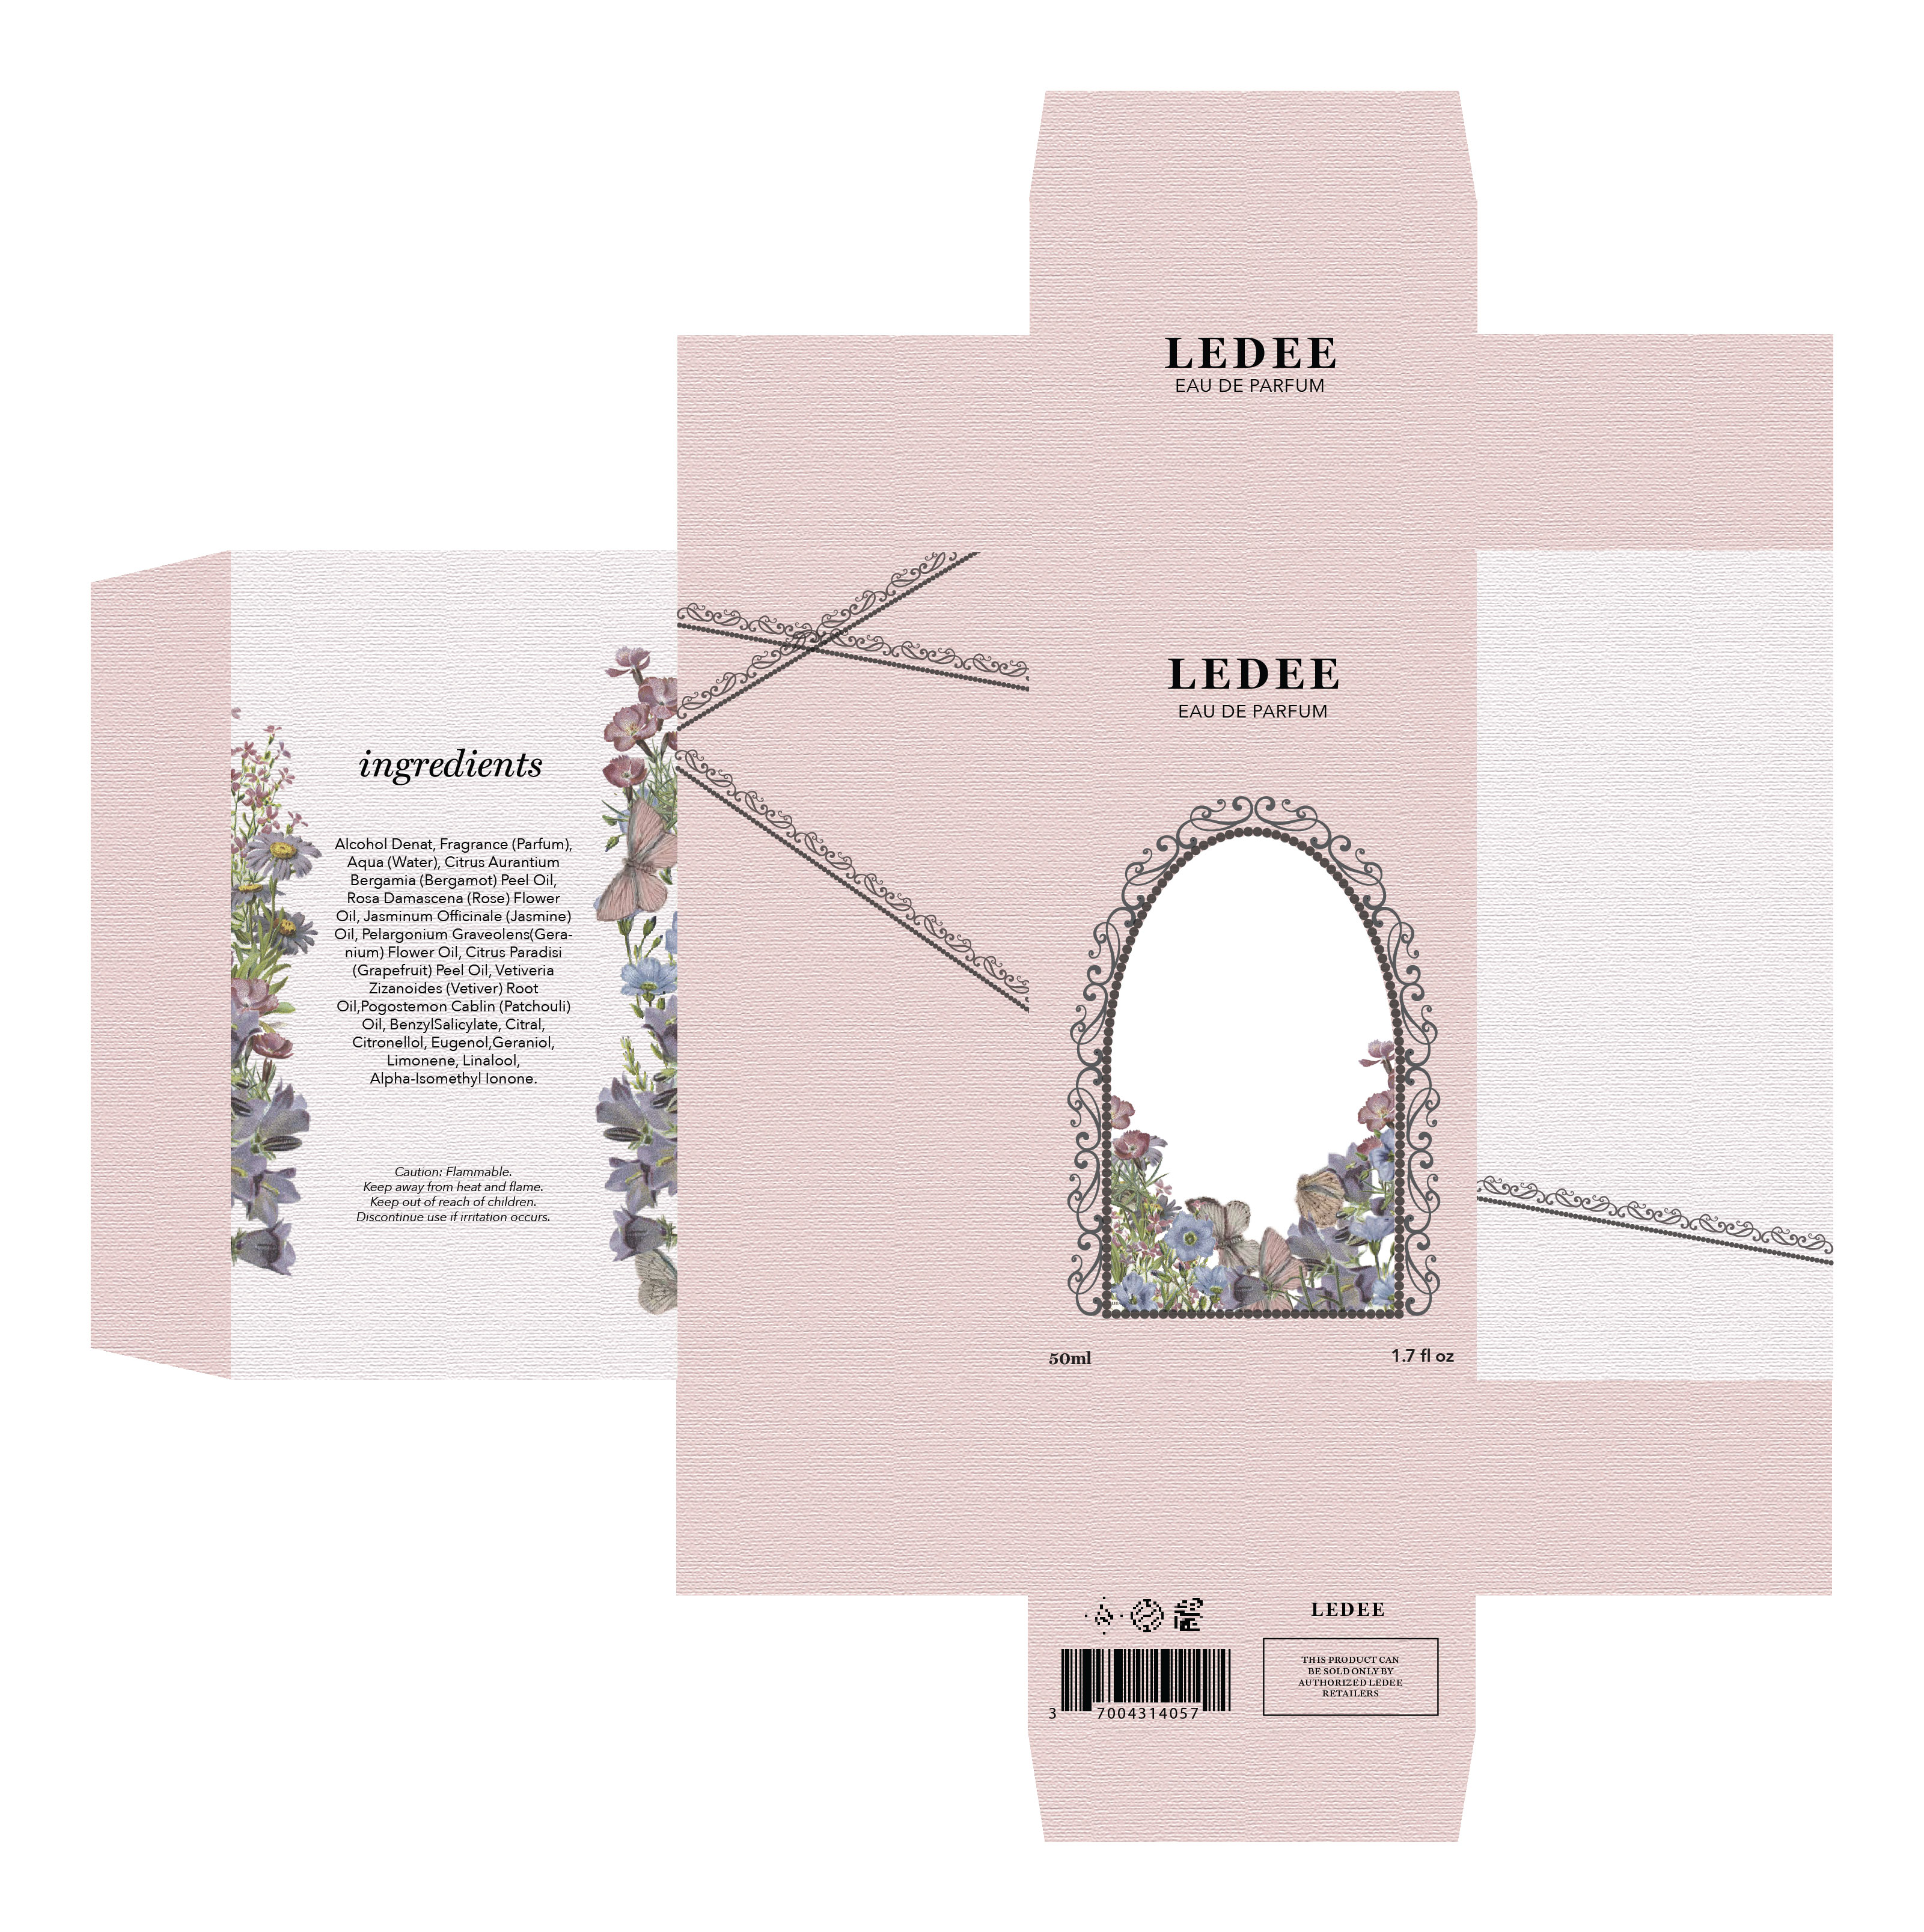 LEDEE
EAU DE PARFUM
LEDEE
EAU DE PARFUM
ingredients
Alcohol Denat, Fragrance (Parfum),
Aqua (Water), Citrus Aurantium
Bergamia (Bergamot) Peel Oil,
Rosa Damascena (Rose) Flower
Oil, Jasminum Officinale (Jasmine)
Oil, Pelargonium Graveolens(Gera-
nium) Flower Oil, Citrus Paradisi
(Grapefruit) Peel Oil, Vetiveria
Zizanoides (Vetiver) Root
Oil,Pogostemon Cablin (Patchouli)
Oil, BenzylSalicylate, Citral,
Citronellol, Eugenol,Geraniol,
Limonene, Linalool,
Alpha-Isomethyl Ionone.
Caution: Flammable.
Keep away from heat and flame.
Keep out of reach of children.
Discontinue use if irritation occurs.
50ml
1.7 fl oz
LEDEE
THIS PRODUCT CAN
BE SOLD ONLY BY
AUTHORIZED LEDEE
RETAILERS
3 7004314057